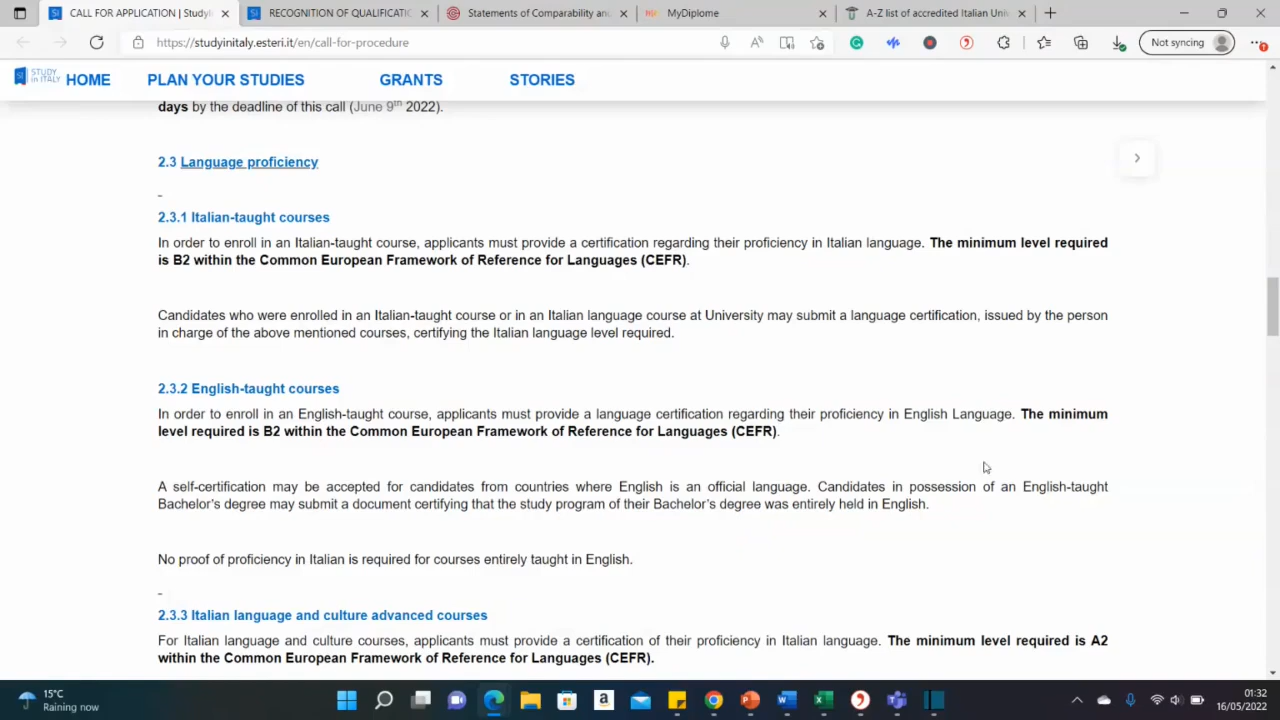 CALL FOR APPLICATION | Studyi
RECOGNITION OF QUALIFICATIO
Statements of Comparability and
MyDiplome
A-Z list of accredited Italian Univ
https://studyinitaly.esteri.it/en/call-for-procedure
Not syncing
STUDY in ITALY
HOME
PLAN YOUR STUDIES
GRANTS
STORIES
days by the deadline of this call (June 9th 2022).
2.3 Language proficiency
-
2.3.1 Italian-taught courses
In order to enroll in an Italian-taught course, applicants must provide a certification regarding their proficiency in Italian language. The minimum level required
is B2 within the Common European Framework of Reference for Languages (CEFR).
Candidates who were enrolled in an Italian-taught course or in an Italian language course at University may submit a language certification, issued by the person
in charge of the above mentioned courses, certifying the Italian language level required.
2.3.2 English-taught courses
In order to enroll in an English-taught course, applicants must provide a language certification regarding their proficiency in English Language. The minimum
level required is B2 within the Common European Framework of Reference for Languages (CEFR).
A self-certification may be accepted for candidates from countries where English is an official language. Candidates in possession of an English-taught
Bachelor's degree may submit a document certifying that the study program of their Bachelor's degree was entirely held in English.
No proof of proficiency in Italian is required for courses entirely taught in English.
-
2.3.3 Italian language and culture advanced courses
For Italian language and culture courses, applicants must provide a certification of their proficiency in Italian language. The minimum level required is A2
within the Common European Framework of Reference for Languages (CEFR).
15°C
Raining now
01:32
16/05/2022